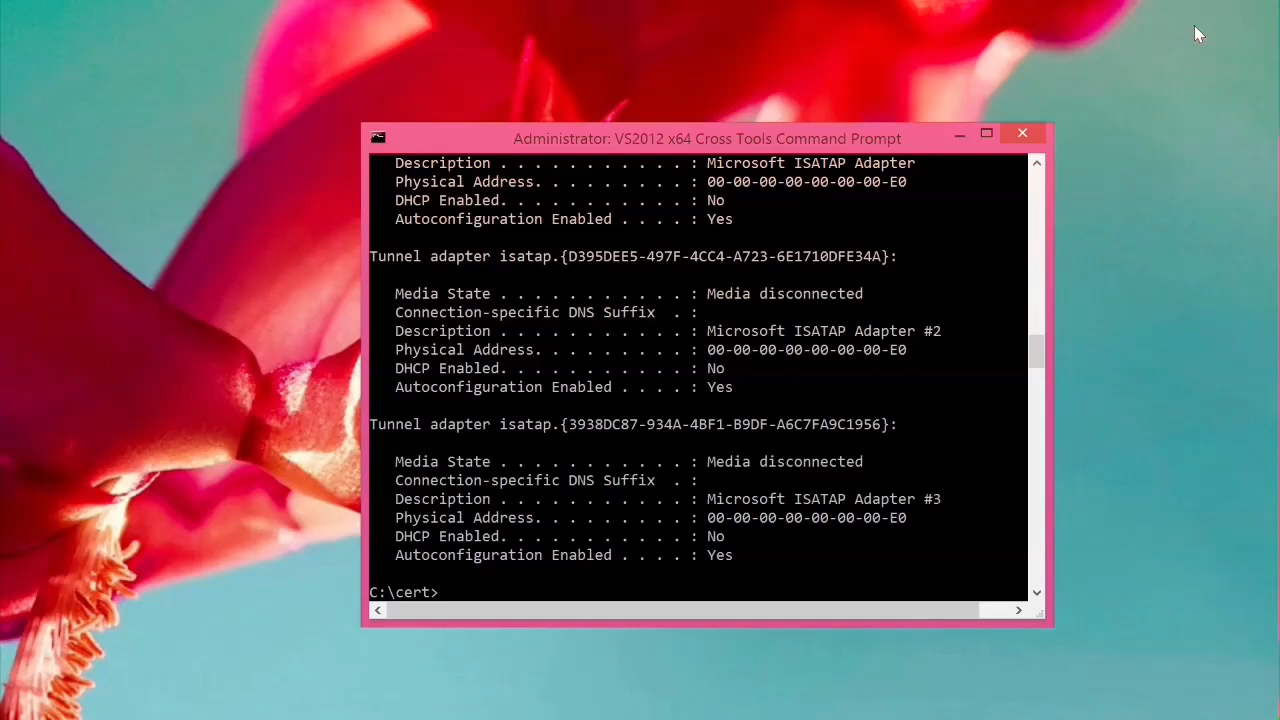 Administrator: VS2012 x64 Cross Tools Command Prompt
Description . . . . . . . . . . . : Microsoft ISATAP Adapter
Physical Address. . . . . . . . . : 00-00-00-00-00-00-00-E0
DHCP Enabled. . . . . . . . . . . : No
Autoconfiguration Enabled . . . . : Yes
Tunnel adapter isatap.{D395DEE5-497F-4CC4-A723-6E1710DFE34A}:
Media State . . . . . . . . . . . : Media disconnected
Connection-specific DNS Suffix  . :
Description . . . . . . . . . . . : Microsoft ISATAP Adapter #2
Physical Address. . . . . . . . . : 00-00-00-00-00-00-00-E0
DHCP Enabled. . . . . . . . . . . : No
Autoconfiguration Enabled . . . . : Yes
Tunnel adapter isatap.{3938DC87-934A-4BF1-B9DF-A6C7FA9C1956}:
Media State . . . . . . . . . . . : Media disconnected
Connection-specific DNS Suffix  . :
Description . . . . . . . . . . . : Microsoft ISATAP Adapter #3
Physical Address. . . . . . . . . : 00-00-00-00-00-00-00-E0
DHCP Enabled. . . . . . . . . . . : No
Autoconfiguration Enabled . . . . : Yes
C:\cert>